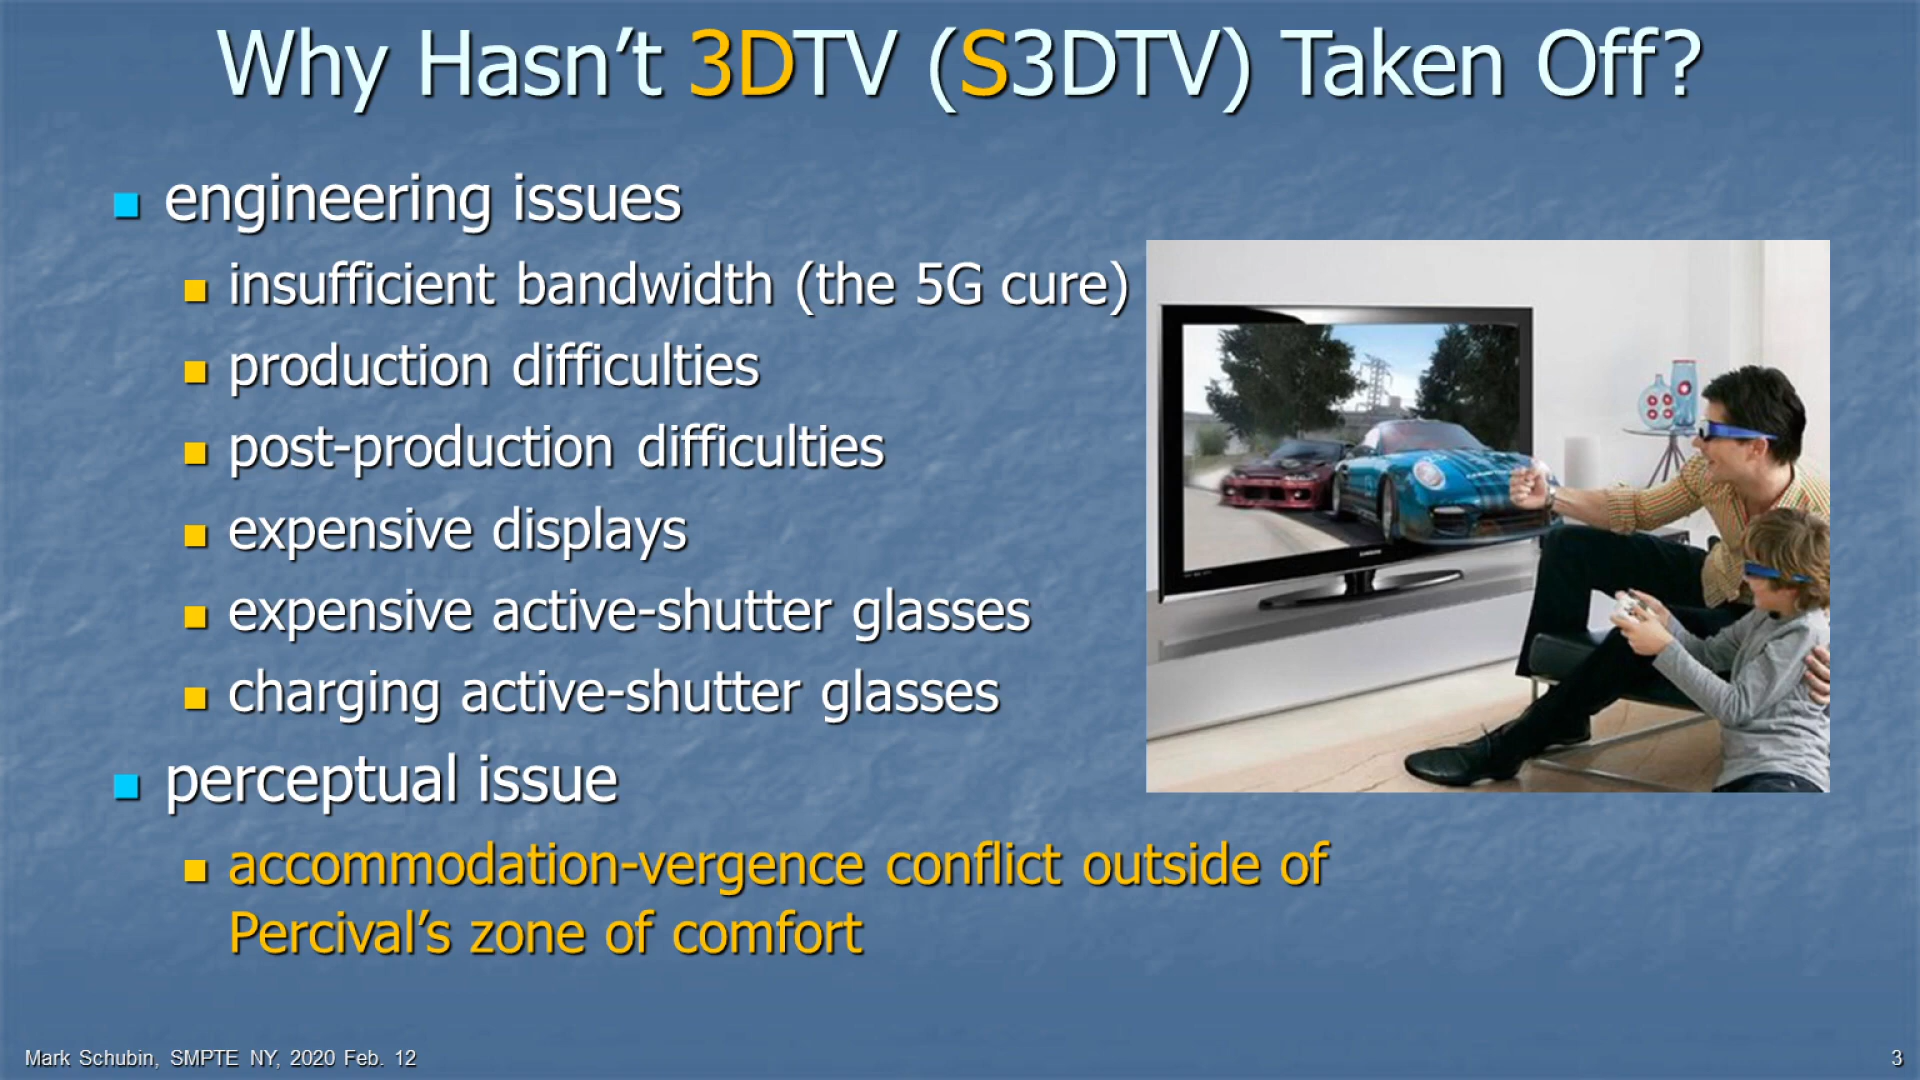 Why Hasn’t 3DTV (S3DTV) Taken Off?
engineering issues
insufficient bandwidth (the 5G cure)
production difficulties
post-production difficulties
expensive displays
expensive active-shutter glasses
charging active-shutter glasses
perceptual issue
accommodation-vergence conflict outside of
Percival’s zone of comfort
SAMSUNG
Mark Schubin, SMPTE NY, 2020 Feb. 12
3